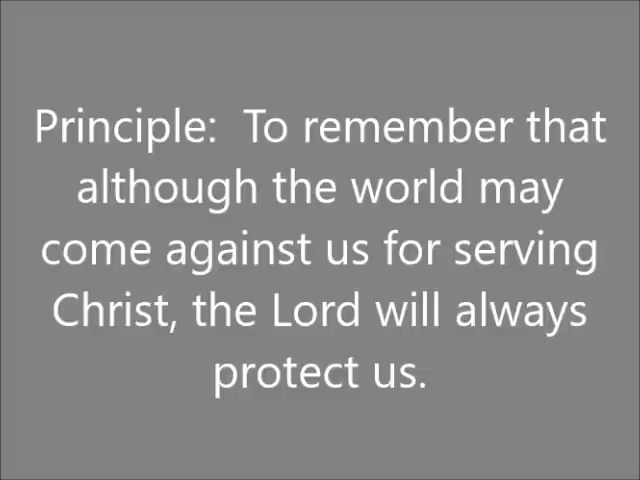 Principle:  To remember that
although the world may
come against us for serving
Christ, the Lord will always
protect us.